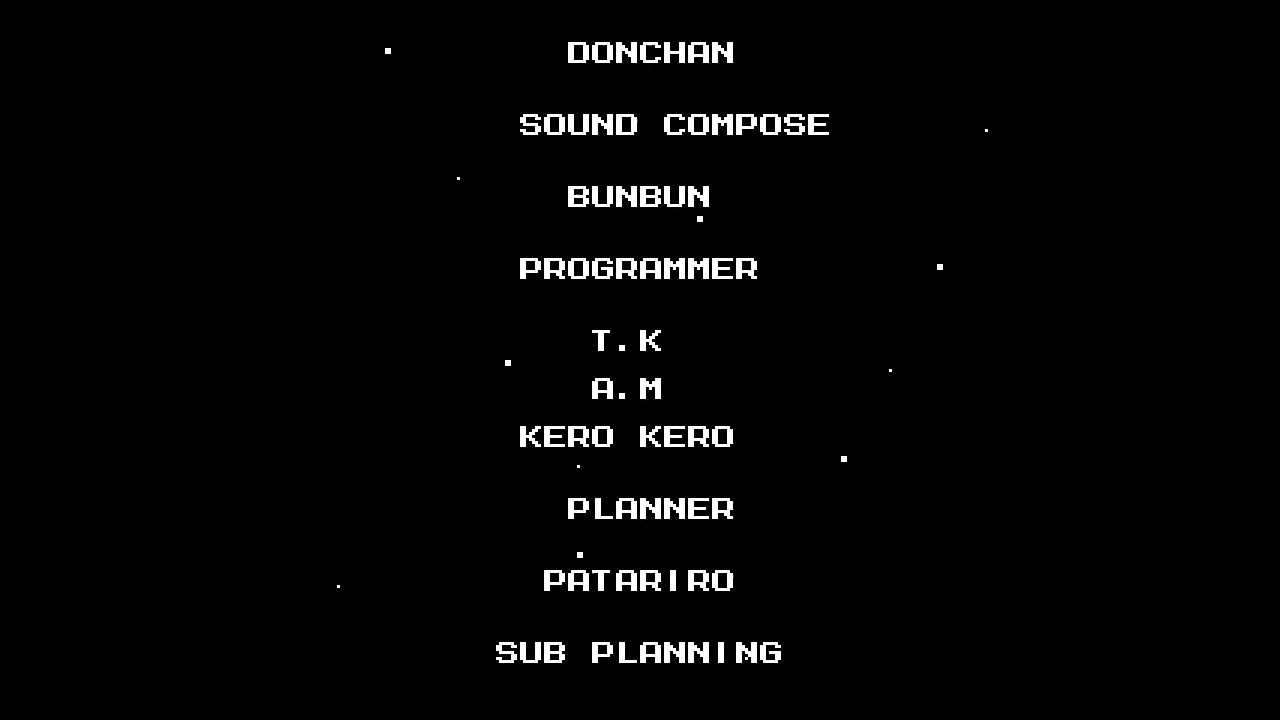 DONCHAN
SOUND COMPOSE
BUNBUN
PROGRAMMER
T.K
A.M
KERO KERO
PLANNER
PATARIRO
SUB PLANNING